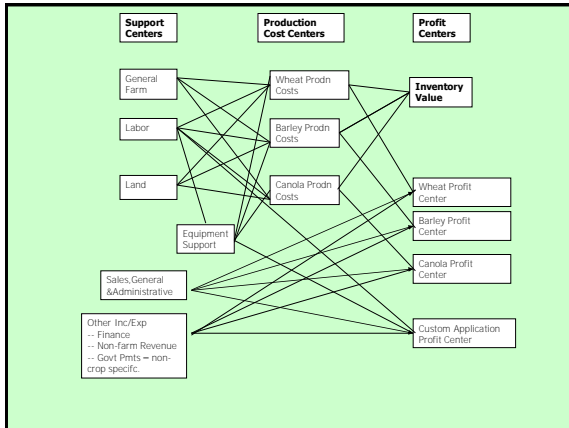 Support
Centers
Production
Cost Centers
Profit
Centers
General
Farm
Wheat Prodn
Costs
Inventory
Value
Labor
Barley Prodn
Costs
Land
Canola Prodn
Costs
Wheat Profit
Center
Barley Profit
Center
Equipment
Support
Canola Profit
Center
Sales,General
&Administrative
Other Inc/Exp
-- Finance
-- Non-farm Revenue
-- Govt Pmts – non-
crop specifc.
Custom Application
Profit Center